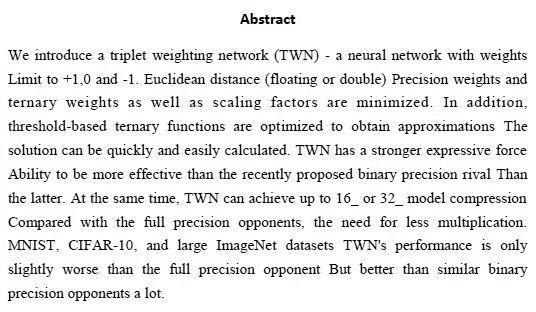 Abstract
We introduce a triplet weighting network (TWN) - a neural network with weights
Limit to +1,0 and -1. Euclidean distance (floating or double) Precision weights and
ternary weights as well as scaling factors are minimized. In addition,
threshold-based ternary functions are optimized to obtain approximations The
solution can be quickly and easily calculated. TWN has a stronger expressive force
Ability to be more effective than the recently proposed binary precision rival Than
the latter. At the same time, TWN can achieve up to 16_ or 32_ model compression
Compared with the full precision opponents, the need for less multiplication.
MNIST, CIFAR-10, and large ImageNet datasets TWN's performance is only
slightly worse than the full precision opponent But better than similar binary
precision opponents a lot.